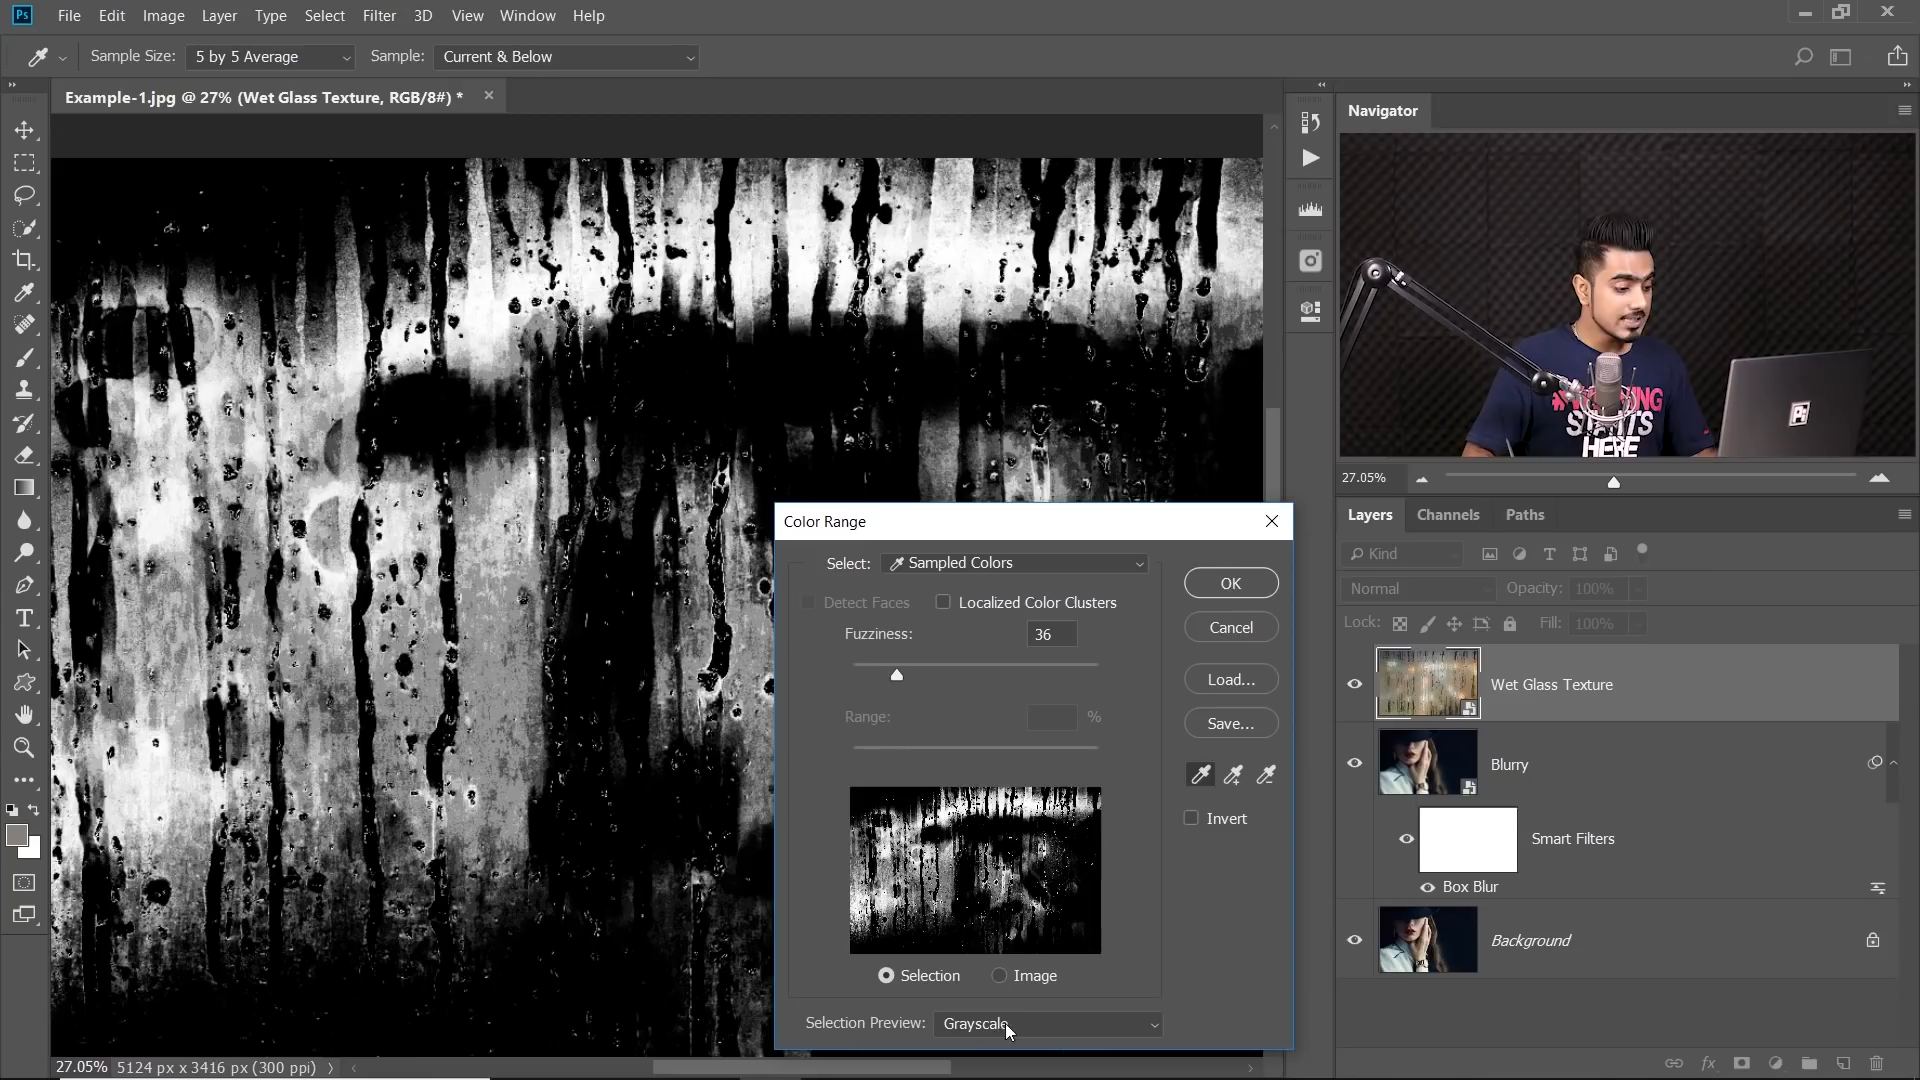 Ps File Edit Image Layer Type Select Filter 3D View Window Help
Sample Size: 5 by 5 Average Sample: Current & Below
Example-1.jpg @ 27% (Wet Glass Texture, RGB/8#) *
Navigator
STARTS
HERE
27.05%
Layers Channels Paths
Kind
Normal Opacity: 100%
Lock: Fill: 100%
Wet Glass Texture
Blurry
Smart Filters
Box Blur
Background
Color Range
Select: Sampled Colors
OK
Detect Faces Localized Color Clusters
Cancel
Fuzziness: 36
Load...
Range: %
Save...
Invert
Selection Image
Selection Preview: Grayscale
27.05% 5124 px x 3416 px (300 ppi)